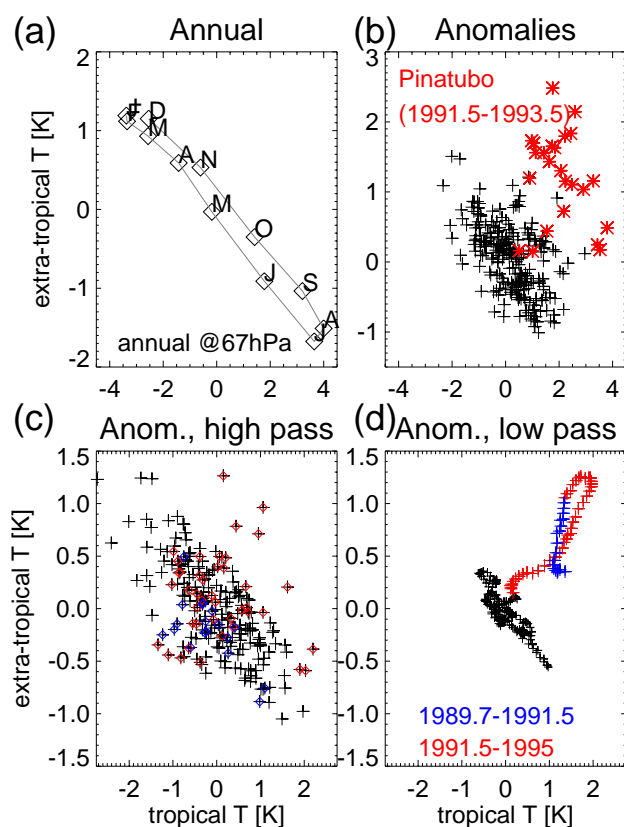 (a)
Annual
extra-tropical T [K]
2
1
0
-1
-2
D
M
A
N
M
O
J
S
A
J
annual @67hPa
-4 -2 0 2 4
(b)
Anomalies
3
2
1
0
-1
Pinatubo
(1991.5-1993.5)
-4 -2 0 2 4
(c)
Anom., high pass
extra-tropical T [K]
1.5
1.0
0.5
0.0
-0.5
-1.0
-1.5
-2 -1 0 1 2
tropical T [K]
(d)
Anom., low pass
1.5
1.0
0.5
0.0
-0.5
-1.0
-1.5
1989.7-1991.5
1991.5-1995
-2 -1 0 1 2
tropical T [K]